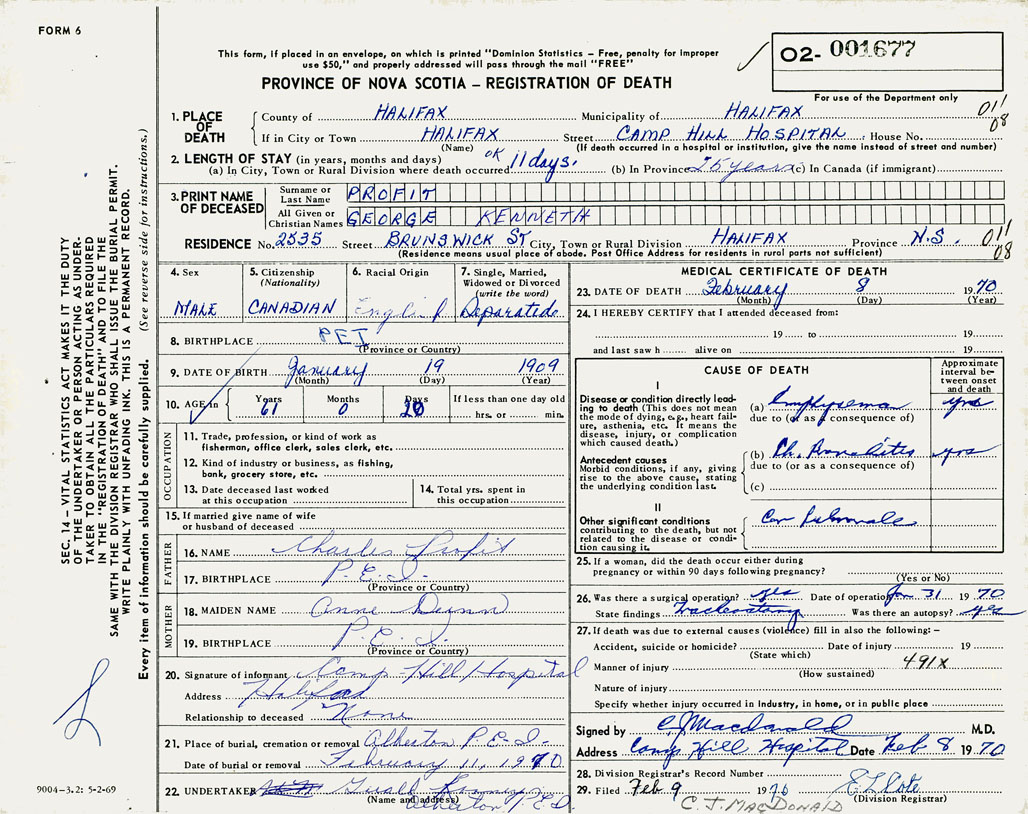 FORM 6
This form, if placed in an envelope, on which is printed "Dominion Statistics – Free, penalty for improper
use $50," and properly addressed will pass through the mail "FREE"
PROVINCE OF NOVA SCOTIA – REGISTRATION OF DEATH
O2- 001677
For use of the Department only
1. PLACE OF DEATH
County of HALIFAX Municipality of HALIFAX 011
If in City or Town HALIFAX Street CAMP HILL HOSPITAL House No. 08
(Name) (If death occurred in a hospital or institution, give the name instead of street and number)
2. LENGTH OF STAY (in years, months and days)
(a) In City, Town or Rural Division where death occurred OK 11 days. (b) In Province 25 years (c) In Canada (if immigrant)
3. PRINT NAME OF DECEASED
Surname or Last Name PROFIT
All Given or Christian Names GEORGE KENNETH
RESIDENCE No. 2535 Street BRUNSWICK ST City, Town or Rural Division HALIFAX Province N.S. 011
(Residence means usual place of abode. Post Office Address for residents in rural parts not sufficient) 08
4. Sex
MALE
5. Citizenship
(Nationality)
CANADIAN
6. Racial Origin
English
7. Single, Married,
Widowed or Divorced
(write the word)
Separated
8. BIRTHPLACE PEI
(Province or Country)
9. DATE OF BIRTH January 19 1909
(Month) (Day) (Year)
10. AGE in Years 61 Months 0 Days 20
If less than one day old
hrs. or min.
OCCUPATION
11. Trade, profession, or kind of work as
fisherman, office clerk, sales clerk, etc.
12. Kind of industry or business, as fishing,
bank, grocery store, etc.
13. Date deceased last worked
at this occupation
14. Total yrs. spent in
this occupation
15. If married give name of wife
or husband of deceased
FATHER
16. NAME Charles Profit
17. BIRTHPLACE P.E.I.
(Province or Country)
MOTHER
18. MAIDEN NAME Anne Dunn
19. BIRTHPLACE P.E.I.
(Province or Country)
20. Signature of informant Camp Hill Hospital
Address Halifax
Relationship to deceased None
21. Place of burial, cremation or removal Alberton P.E.I.
Date of burial or removal February 11, 1970
22. UNDERTAKER
(Name and address)
Alberton P.E.I.
MEDICAL CERTIFICATE OF DEATH
23. DATE OF DEATH February 8 1970
(Month) (Day) (Year)
24. I HEREBY CERTIFY that I attended deceased from:
19 to 19
and last saw h alive on 19
CAUSE OF DEATH
Approximate interval between onset and death
I
Disease or condition directly leading to death (This does not mean the mode of dying, e.g., heart failure, asthenia, etc. It means the disease, injury, or complication which caused death.)
(a) Emphysema yrs
due to (or as a consequence of)
Antecedent causes
Morbid conditions, if any, giving rise to the above cause, stating the underlying condition last.
(b) Ch. Bronchitis yrs
due to (or as a consequence of)
(c)
II
Other significant conditions
contributing to the death, but not related to the disease or condition causing it.
Cor pulmonale
25. If a woman, did the death occur either during
pregnancy or within 90 days following pregnancy?
(Yes or No)
26. Was there a surgical operation? yes Date of operation Jan 31 1970
State findings Tracheostomy Was there an autopsy? yes
27. If death was due to external causes (violence) fill in also the following: –
Accident, suicide or homicide? Date of injury 19
(State which)
Manner of injury 491X
(How sustained)
Nature of injury
Specify whether injury occurred in Industry, in home, or in public place
Signed by C J Macdonald M.D.
Address Camp Hill Hospital Date Feb 8 1970
28. Division Registrar's Record Number
29. Filed Feb 9 1970
(Division Registrar)
C. J. MACDONALD
SEC. 14 – VITAL STATISTICS ACT MAKES IT THE DUTY
OF THE UNDERTAKER OR PERSON ACTING AS UNDER-
TAKER TO OBTAIN ALL THE PARTICULARS REQUIRED
IN THE "REGISTRATION OF DEATH" AND TO FILE THE
SAME WITH THE DIVISION REGISTRAR WHO SHALL ISSUE THE BURIAL PERMIT.
WRITE PLAINLY WITH UNFADING INK. THIS IS A PERMANENT RECORD.
Every item of information should be carefully supplied. (See reverse side for instructions.)
9004–3.2: 5-2-69